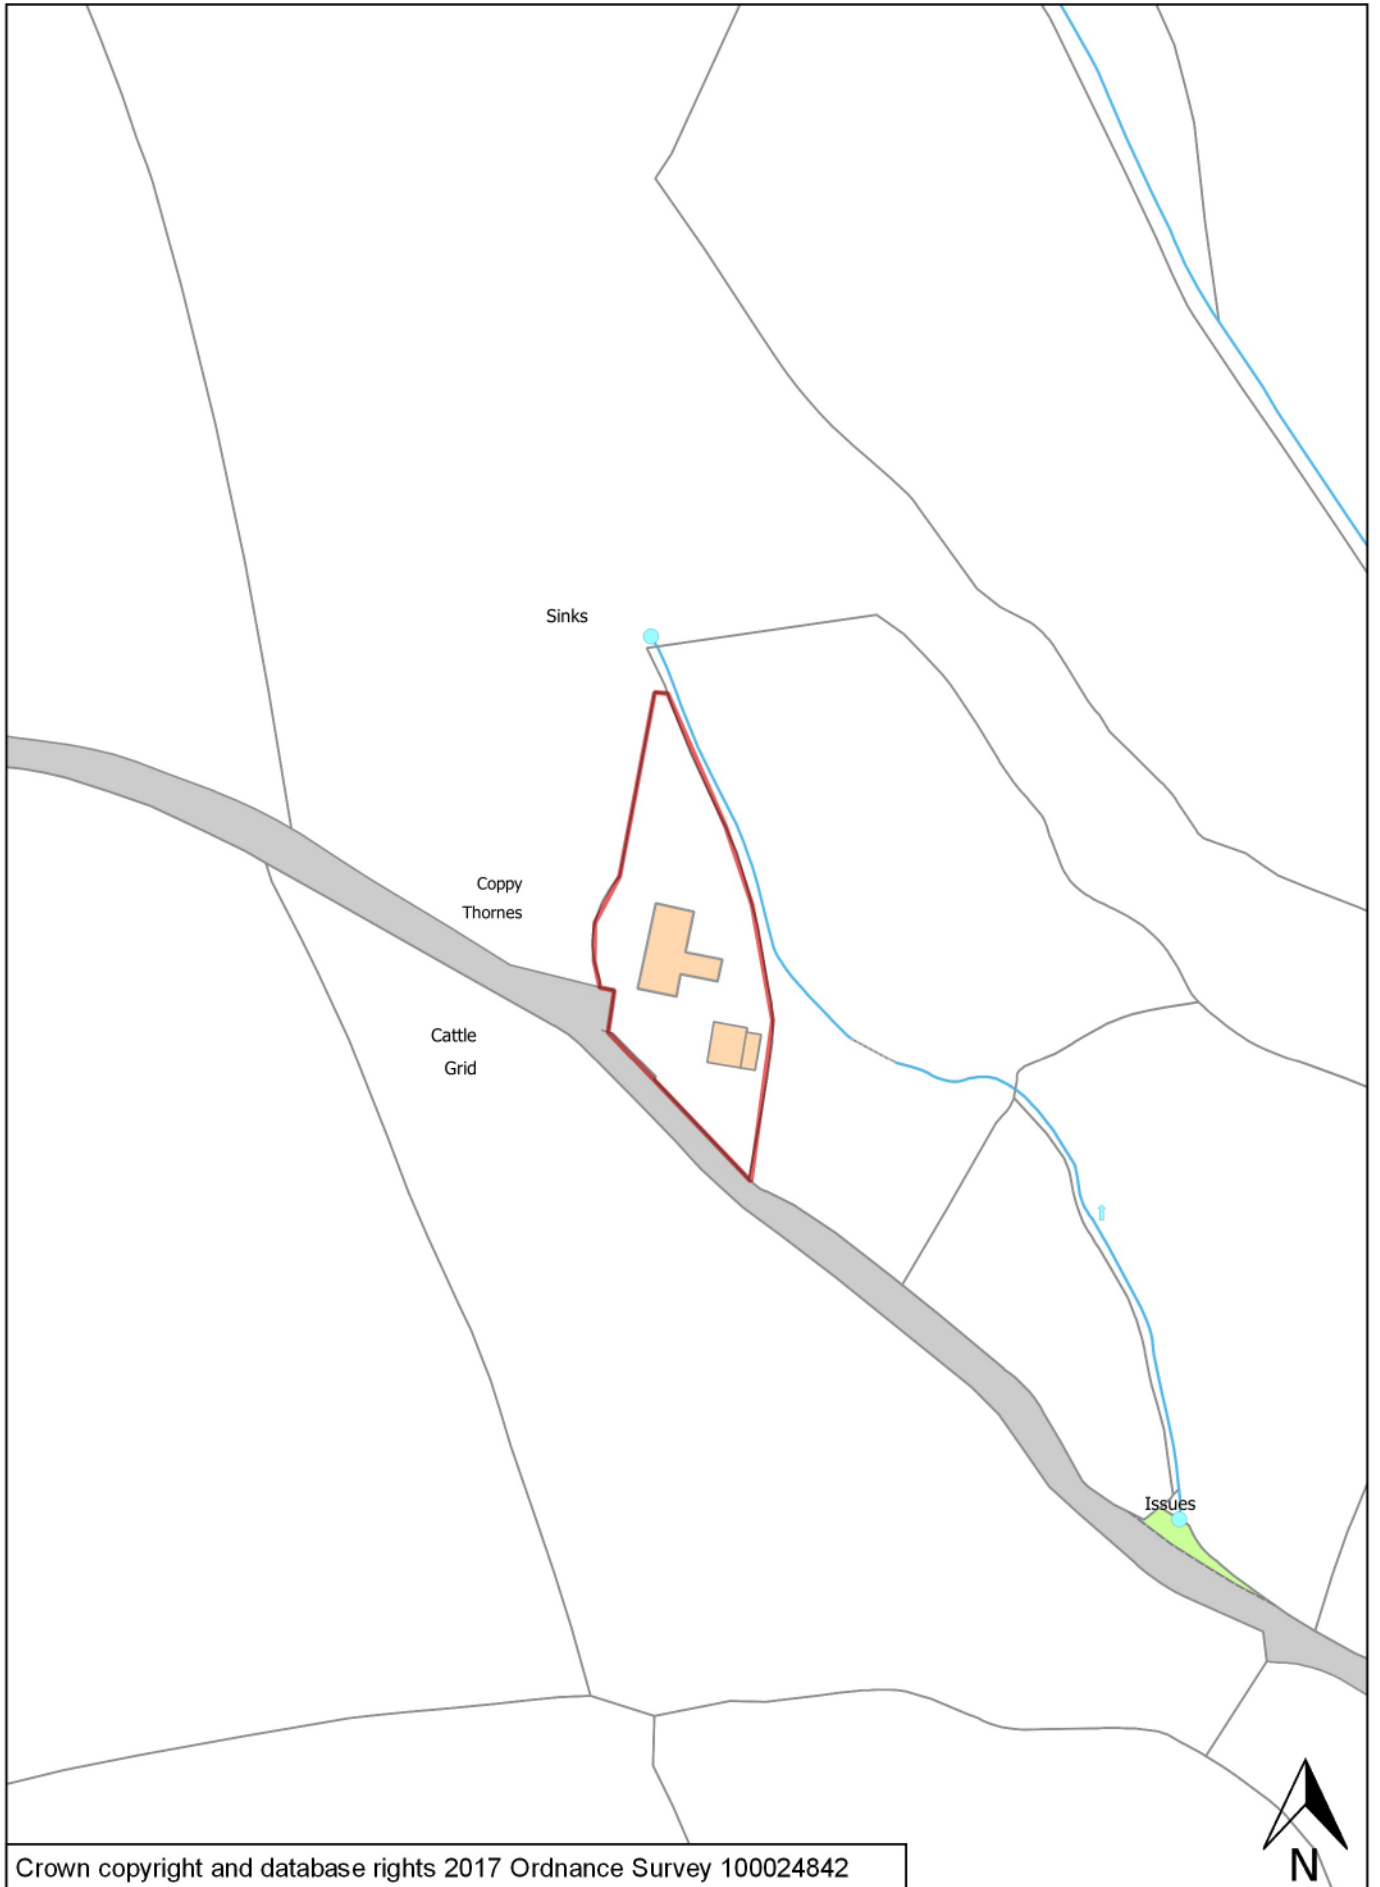 Sinks
Coppy
Thornes
Cattle
Grid
Issues
N
Crown copyright and database rights 2017 Ordnance Survey 100024842